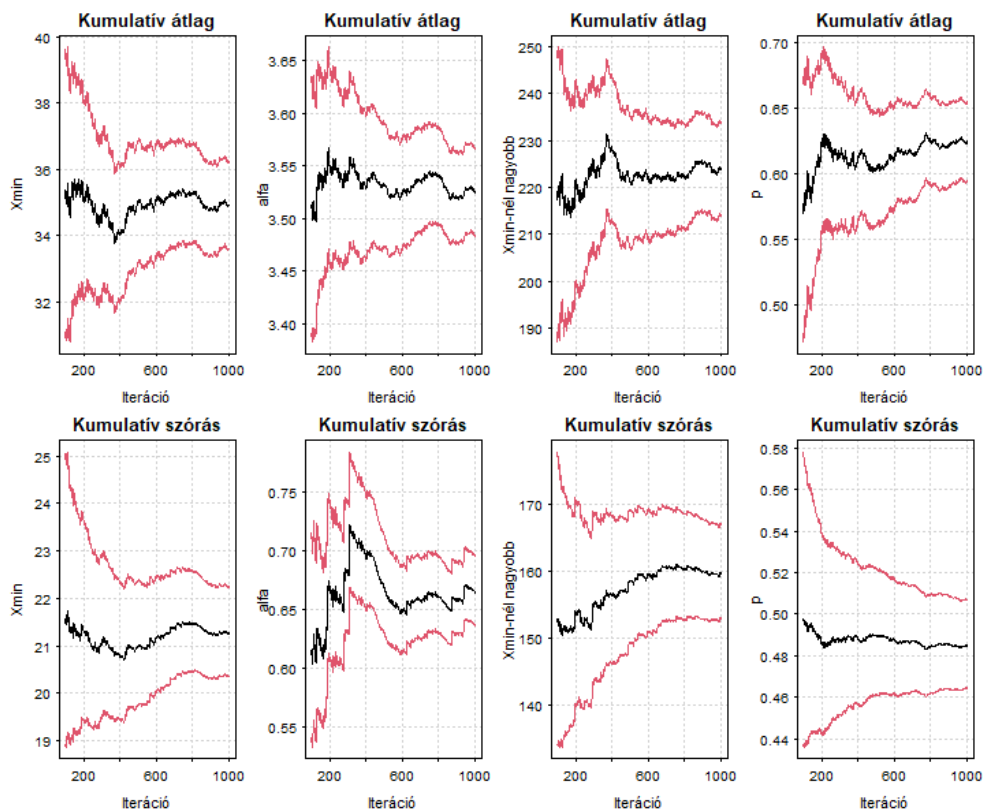 Kumulatív átlag Kumulatív átlag Kumulatív átlag Kumulatív átlag
Xmin
40
38
36
34
32
200 600 1000
Iteráció
alfa
3.65
3.60
3.55
3.50
3.45
3.40
200 600 1000
Iteráció
Xmin-nél nagyobb
250
240
230
220
210
200
190
200 600 1000
Iteráció
p
0.70
0.65
0.60
0.55
0.50
200 600 1000
Iteráció
Kumulatív szórás Kumulatív szórás Kumulatív szórás Kumulatív szórás
Xmin
25
24
23
22
21
20
19
200 600 1000
Iteráció
alfa
0.75
0.70
0.65
0.60
0.55
200 600 1000
Iteráció
Xmin-nél nagyobb
170
160
150
140
200 600 1000
Iteráció
p
0.58
0.56
0.54
0.52
0.50
0.48
0.46
0.44
200 600 1000
Iteráció